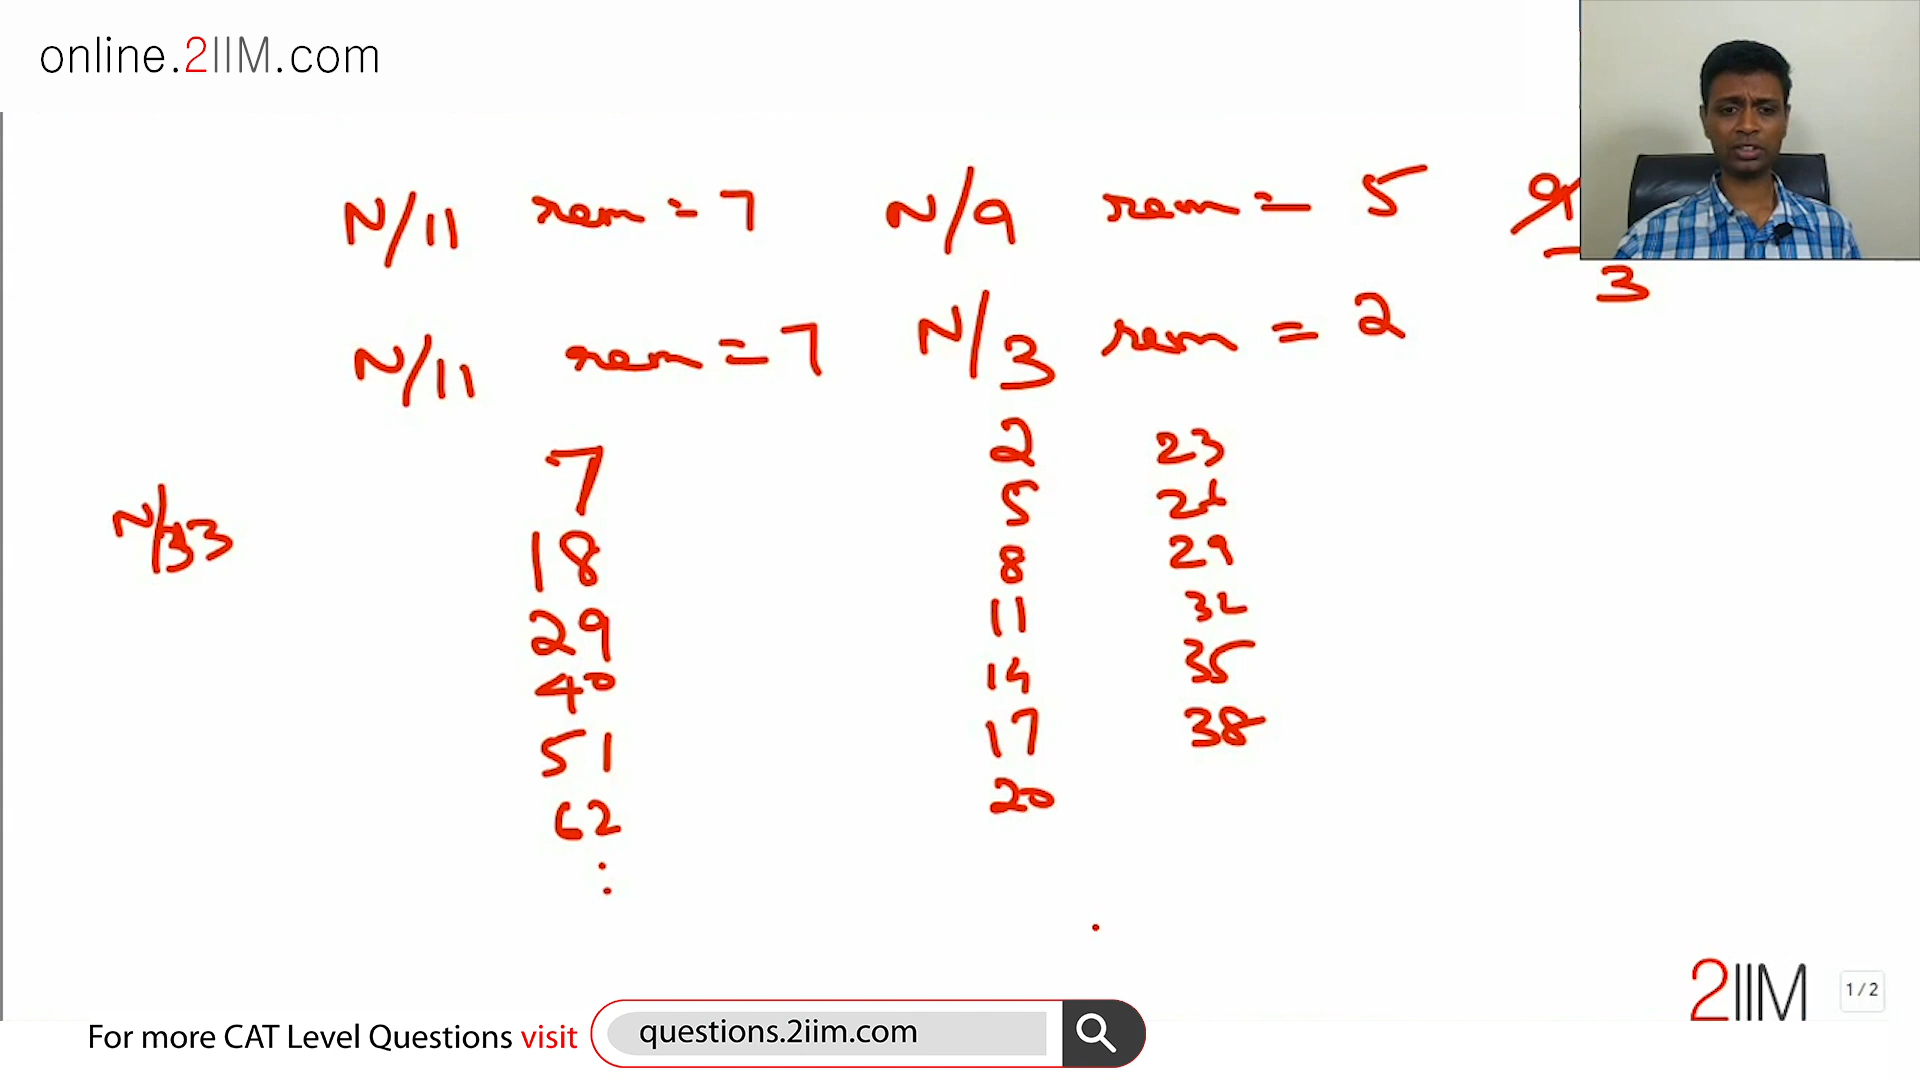 online.2IIM.com
N/11 rem = 7 N/9 rem = 5
3
N/11 rem = 7 N/3 rem = 2
7 2 23
5 26
N/33 18 8 29
29 11 32
40 14 35
51 17 38
62 20
2IIM
1 / 2
For more CAT Level Questions visit questions.2iim.com